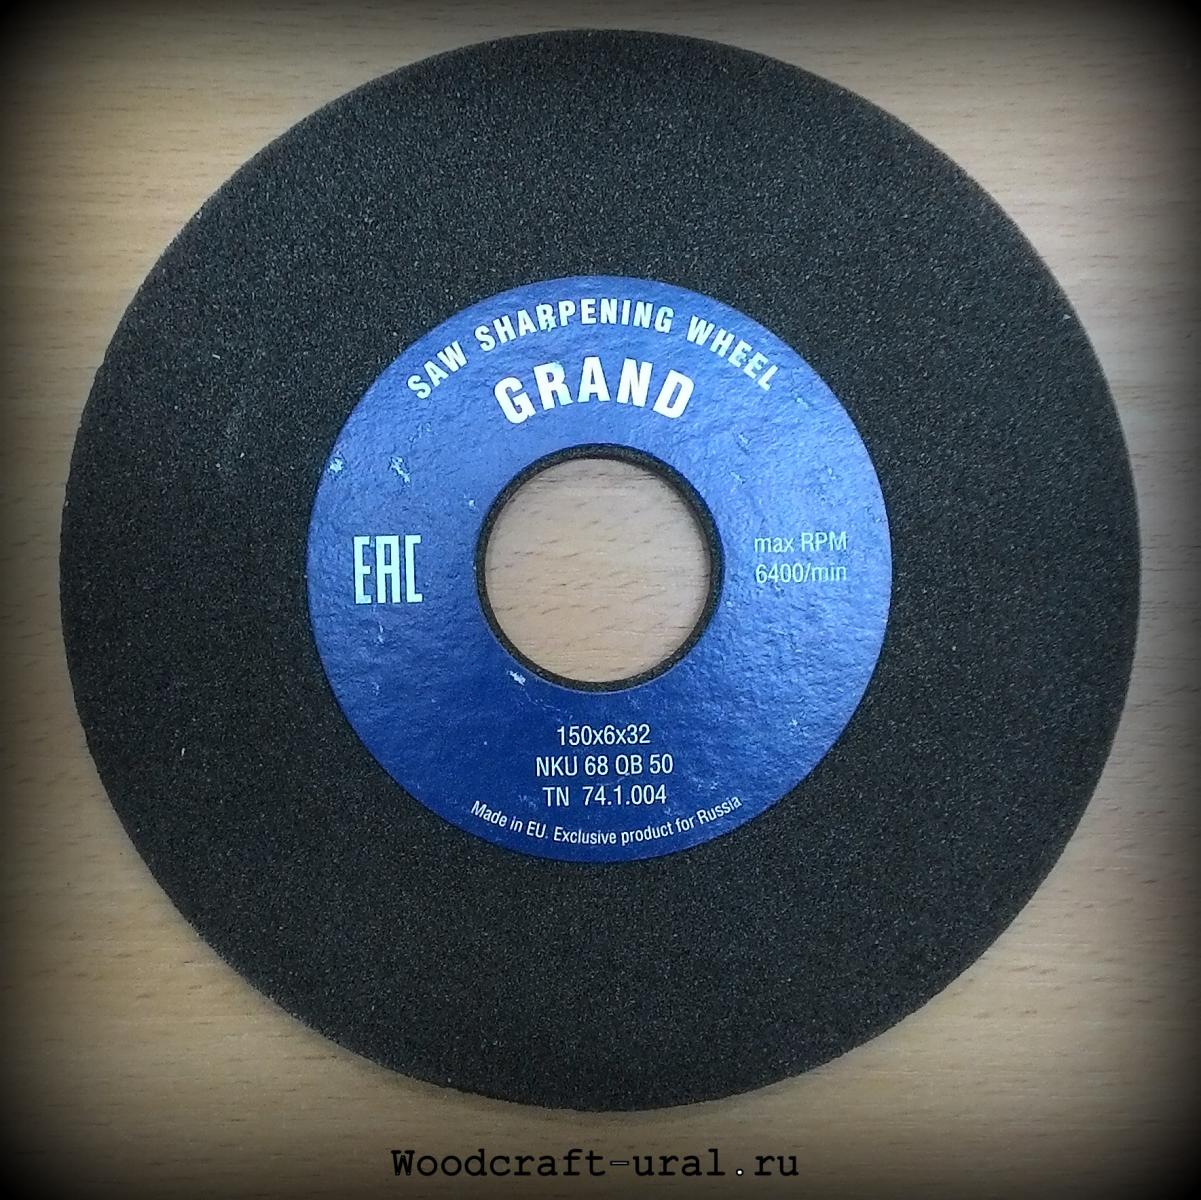 SAW SHARPENING WHEEL
GRAND
EAC
max RPM
6400/min
150x6x32
NKU 68 QB 50
TN 74.1.004
Made in EU. Exclusive product for Russia
Woodcraft-ural.ru